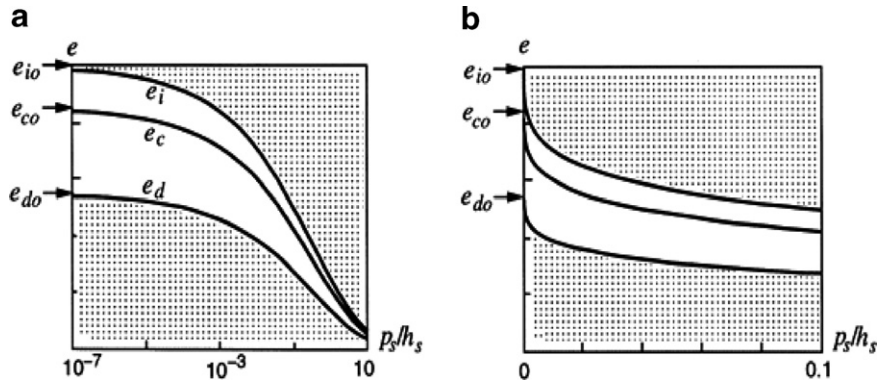 a
e
e_io
e_i
e_co
e_c
e_do
e_d
p_s/h_s
10^-7
10^-3
10
b
e
e_io
e_co
e_do
p_s/h_s
0
0.1